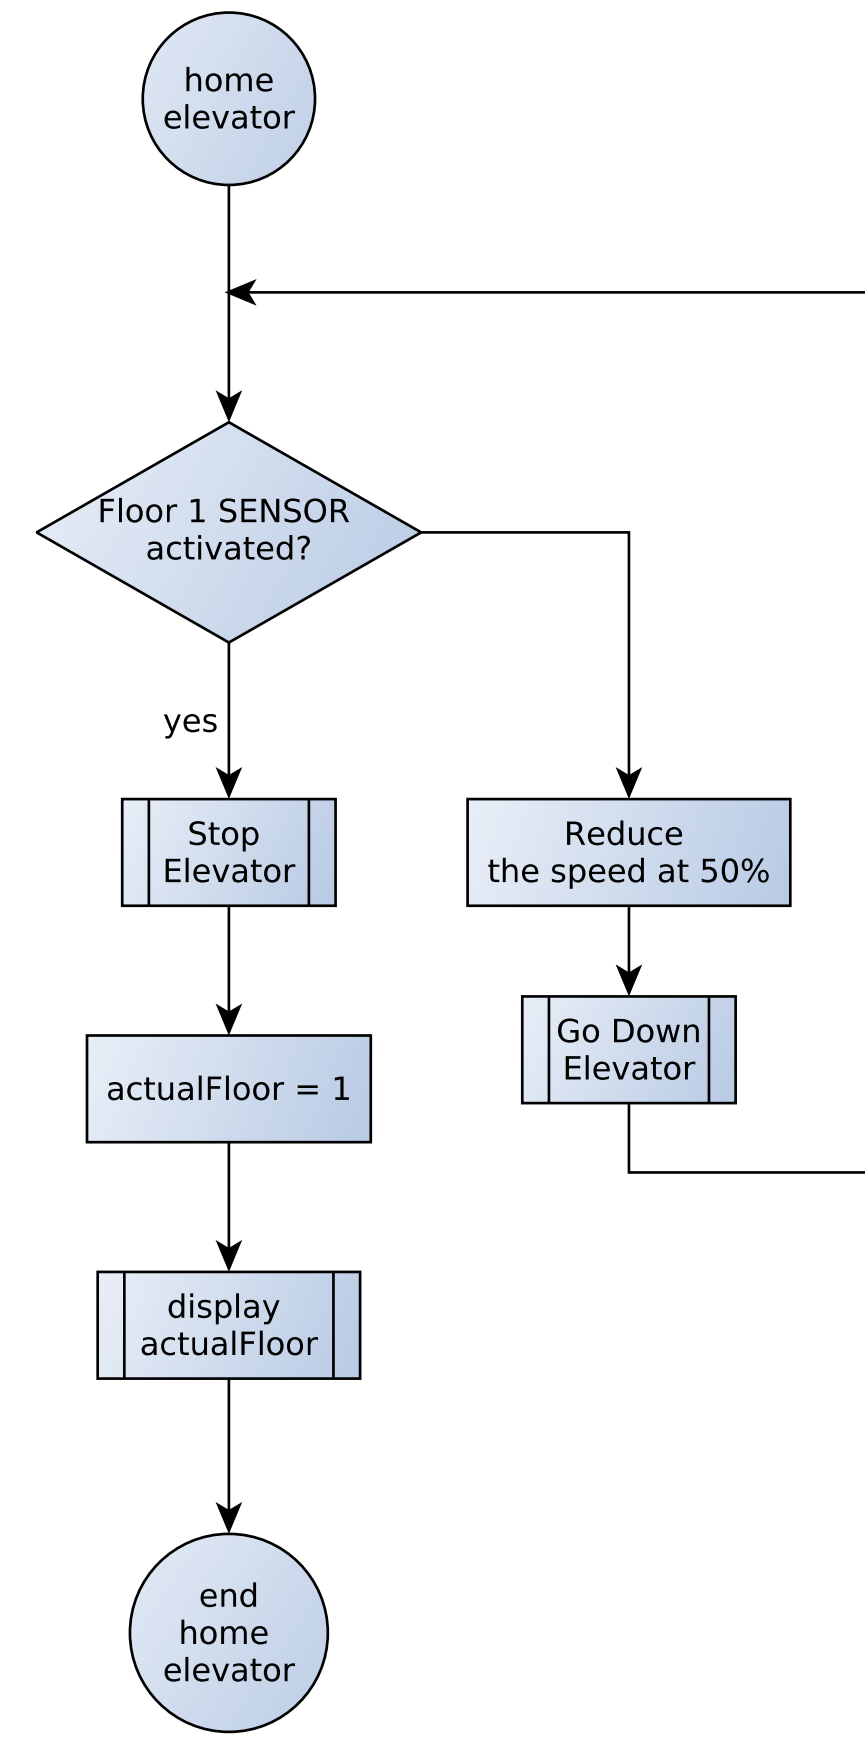 home
elevator
Floor 1 SENSOR
activated?
yes
Stop
Elevator
Reduce
the speed at 50%
Go Down
Elevator
actualFloor = 1
display
actualFloor
end
home
elevator